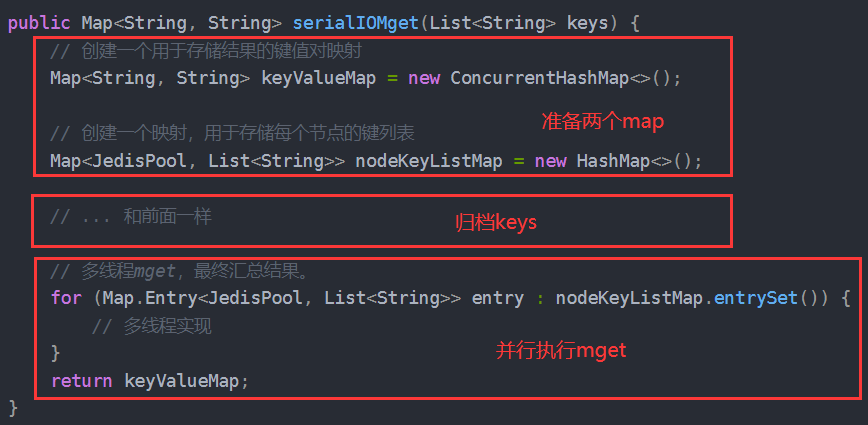 public Map<String, String> serialIOMget(List<String> keys) {
// 创建一个用于存储结果的键值对映射
Map<String, String> keyValueMap = new ConcurrentHashMap<>();
准备两个map
// 创建一个映射，用于存储每个节点的键列表
Map<JedisPool, List<String>> nodeKeyListMap = new HashMap<>();
// ... 和前面一样
归档keys
// 多线程mget，最终汇总结果。
for (Map.Entry<JedisPool, List<String>> entry : nodeKeyListMap.entrySet()) {
// 多线程实现
}
并行执行mget
return keyValueMap;
}